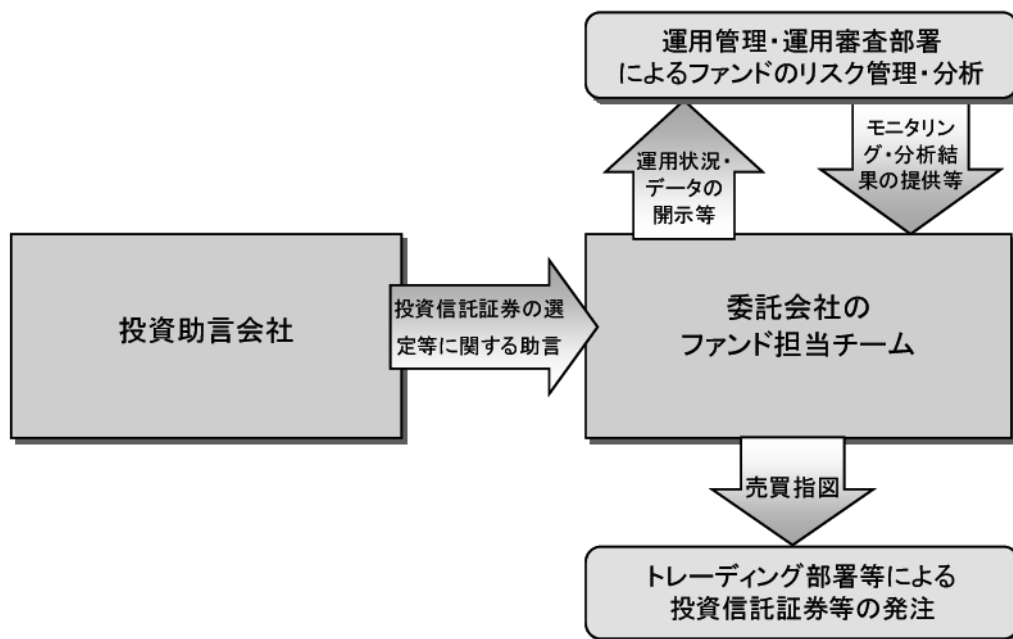 運用管理・運用審査部署
によるファンドのリスク管理・分析
運用状況・
データの
開示等
モニタリン
グ・分析結
果の提供等
投資助言会社
投資信託証券の選
定等に関する助言
委託会社の
ファンド担当チーム
売買指図
トレーディング部署等による
投資信託証券等の発注